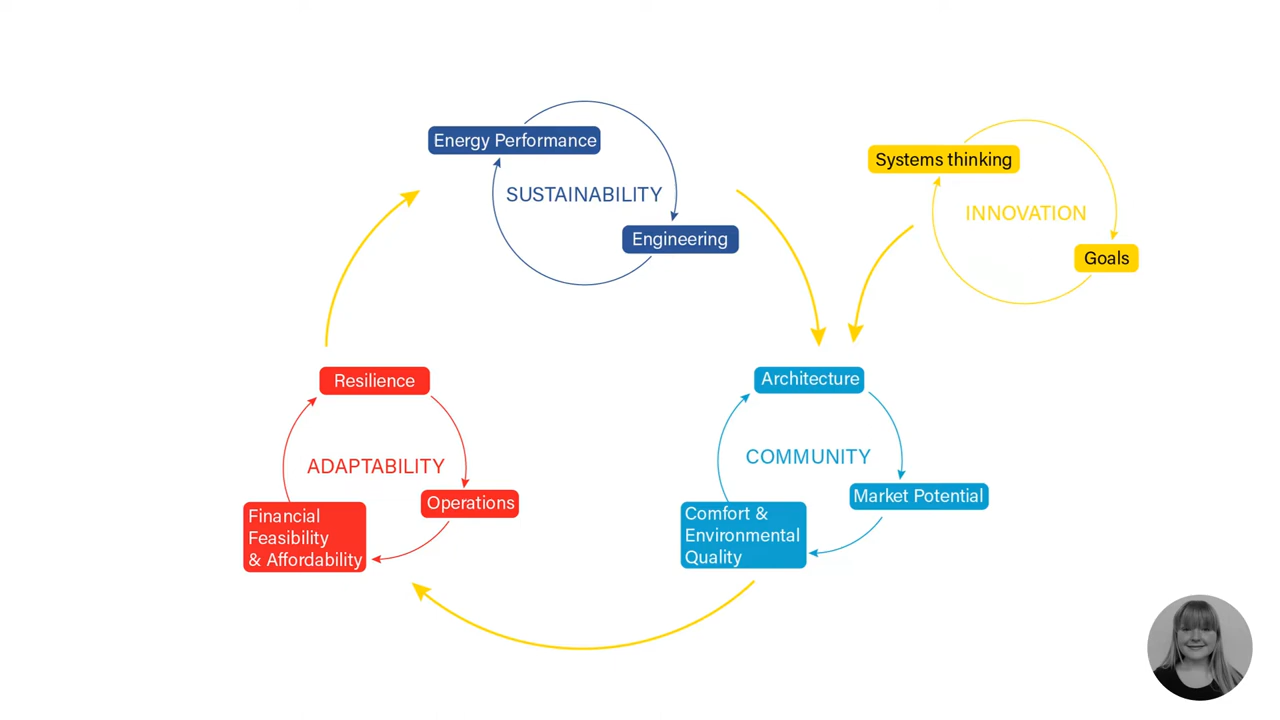 Energy Performance
SUSTAINABILITY
Engineering
Systems thinking
INNOVATION
Goals
Resilience
ADAPTABILITY
Operations
Financial
Feasibility
& Affordability
Architecture
COMMUNITY
Market Potential
Comfort &
Environmental
Quality